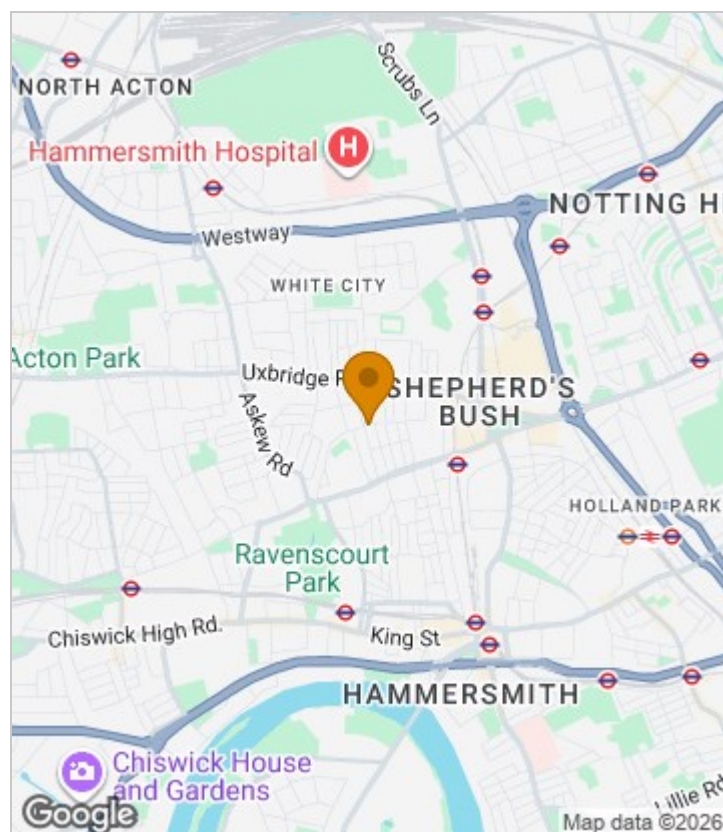 Scrubs Ln
NORTH ACTON
Hammersmith Hospital
H
NOTTING H
Westway
WHITE CITY
Acton Park
Uxbridge R
SHEPHERD'S
BUSH
Askew Rd
HOLLAND PARK
Ravenscourt
Park
Chiswick High Rd.
King St
HAMMERSMITH
Chiswick House
and Gardens
Lillie Rd
Google
Map data ©2026